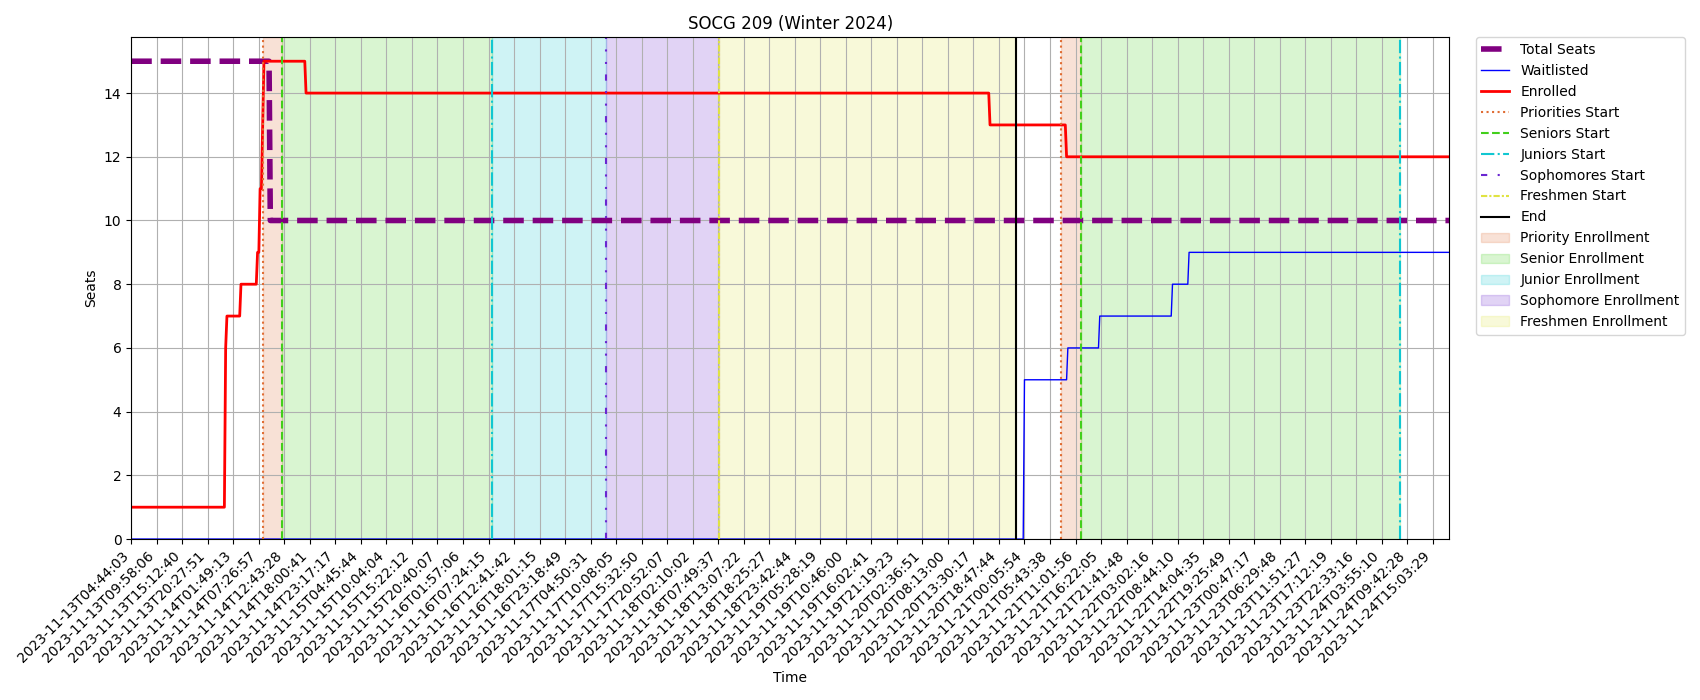 SOCG 209 (Winter 2024)
Total Seats
Waitlisted
Enrolled
Priorities Start
Seniors Start
Juniors Start
Sophomores Start
Freshmen Start
End
Priority Enrollment
Senior Enrollment
Junior Enrollment
Sophomore Enrollment
Freshmen Enrollment
Seats
14
12
10
8
6
4
2
0
2023-11-13T04:44:03
2023-11-13T09:58:06
2023-11-13T15:12:40
2023-11-13T20:27:51
2023-11-14T01:49:13
2023-11-14T07:26:57
2023-11-14T12:43:28
2023-11-14T18:00:41
2023-11-14T23:17:17
2023-11-15T04:45:44
2023-11-15T10:04:04
2023-11-15T15:22:12
2023-11-15T20:40:07
2023-11-16T01:57:06
2023-11-16T07:24:15
2023-11-16T12:41:42
2023-11-16T18:01:15
2023-11-16T23:18:49
2023-11-17T04:50:31
2023-11-17T10:08:05
2023-11-17T15:32:50
2023-11-17T20:52:07
2023-11-18T02:10:02
2023-11-18T07:49:37
2023-11-18T13:07:22
2023-11-18T18:25:27
2023-11-18T23:42:44
2023-11-19T05:28:19
2023-11-19T10:46:00
2023-11-19T16:02:41
2023-11-19T21:19:23
2023-11-20T02:36:51
2023-11-20T08:13:00
2023-11-20T13:30:17
2023-11-20T18:47:44
2023-11-21T00:05:54
2023-11-21T05:43:38
2023-11-21T11:01:56
2023-11-21T16:22:05
2023-11-21T21:41:48
2023-11-22T03:02:16
2023-11-22T08:44:10
2023-11-22T14:04:35
2023-11-22T19:25:49
2023-11-23T00:47:17
2023-11-23T06:29:48
2023-11-23T11:51:27
2023-11-23T17:12:19
2023-11-23T22:33:16
2023-11-24T03:55:10
2023-11-24T09:42:28
2023-11-24T15:03:29
Time